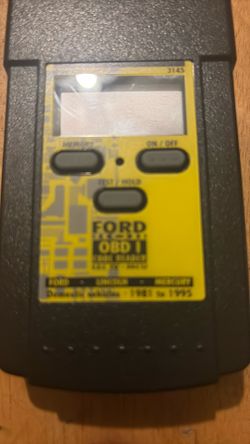 3145
MEMORY
ON / OFF
TEST / HOLD
FORD
OBD I
CODE READER
FORD • LINCOLN • MERCURY
Domestic vehicles - 1981 to 1995